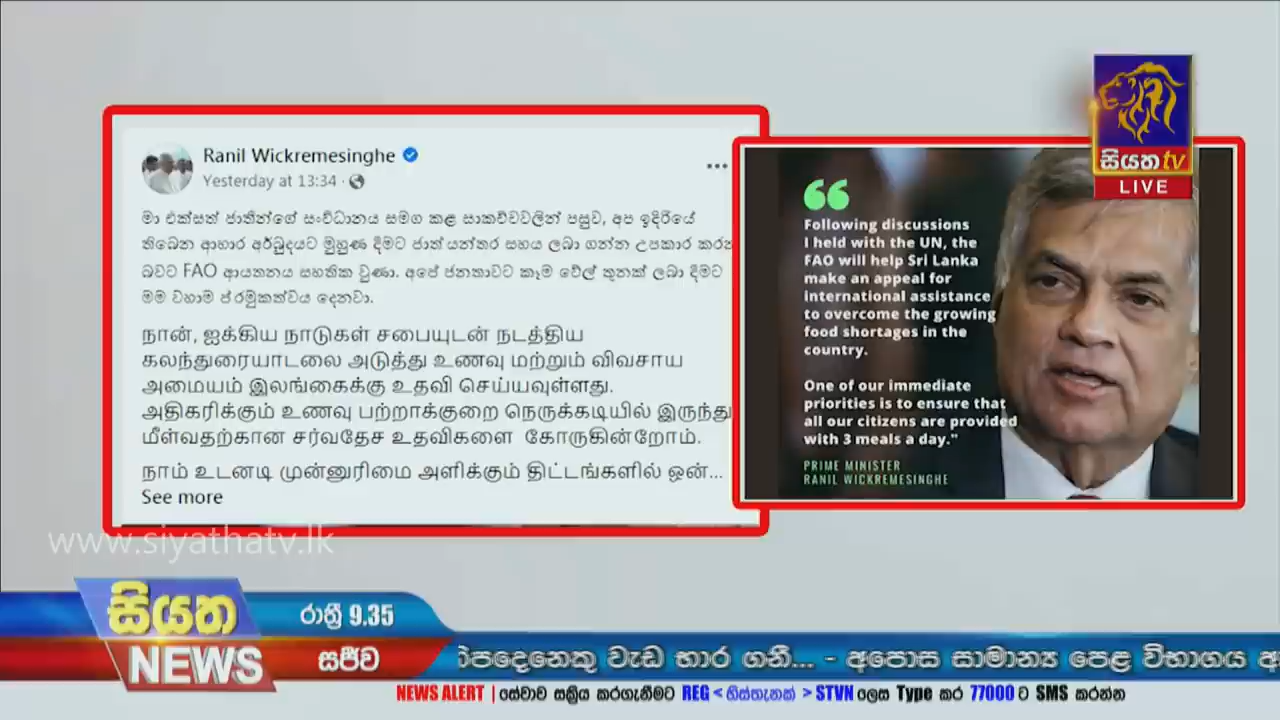 සියත tv
LIVE
Ranil Wickremesinghe
Yesterday at 13:34 ·
මා එක්සත් ජාතීන්ගේ සංවිධානය සමග කළ සාකච්චවලින් පසුව, අප ඉදිරියේ
තිබෙන ආහාර අර්බුදයට මුහුණ දීමට ජාත්‍යන්තර සහය ලබා ගන්න උපකාර
බවට FAO ආයතනය සහතික වුණා. අපේ ජනතාවට කෑම වේල් තුනක් ලබා දීමට
මම වහාම ප්‍රමුකත්වය දෙනවා.
நான், ஐக்கிய நாடுகள் சபையுடன் நடத்திய
கலந்துரையாடலை அடுத்து உணவு மற்றும் விவசாய
அமையம் இலங்கைக்கு உதவி செய்யவுள்ளது.
அதிகரிக்கும் உணவு பற்றாக்குறை நெருக்கடியில் இருந்து
மீள்வதற்கான சர்வதேச உதவிகளை கோருகின்றோம்.
நாம் உடனடி முன்னுரிமை அளிக்கும் திட்டங்களில் ஒன்...
See more
Following discussions
I held with the UN, the
FAO will help Sri Lanka
make an appeal for
international assistance
to overcome the growing
food shortages in the
country.
One of our immediate
priorities is to ensure that
all our citizens are provided
with 3 meals a day."
PRIME MINISTER
RANIL WICKREMESINGHE
www.siyathatv.lk
සියත
NEWS
රාත්‍රී 9.35
සජීව
වැඩ භාර ගනී... - අපොස සාමාන්‍ය පෙළ විභාගය
NEWS ALERT | සේවාව සක්‍රිය කරගැනීමට REG < හිස්තැනක් > STVN ලෙස Type කර 77000 ට SMS කරන්න